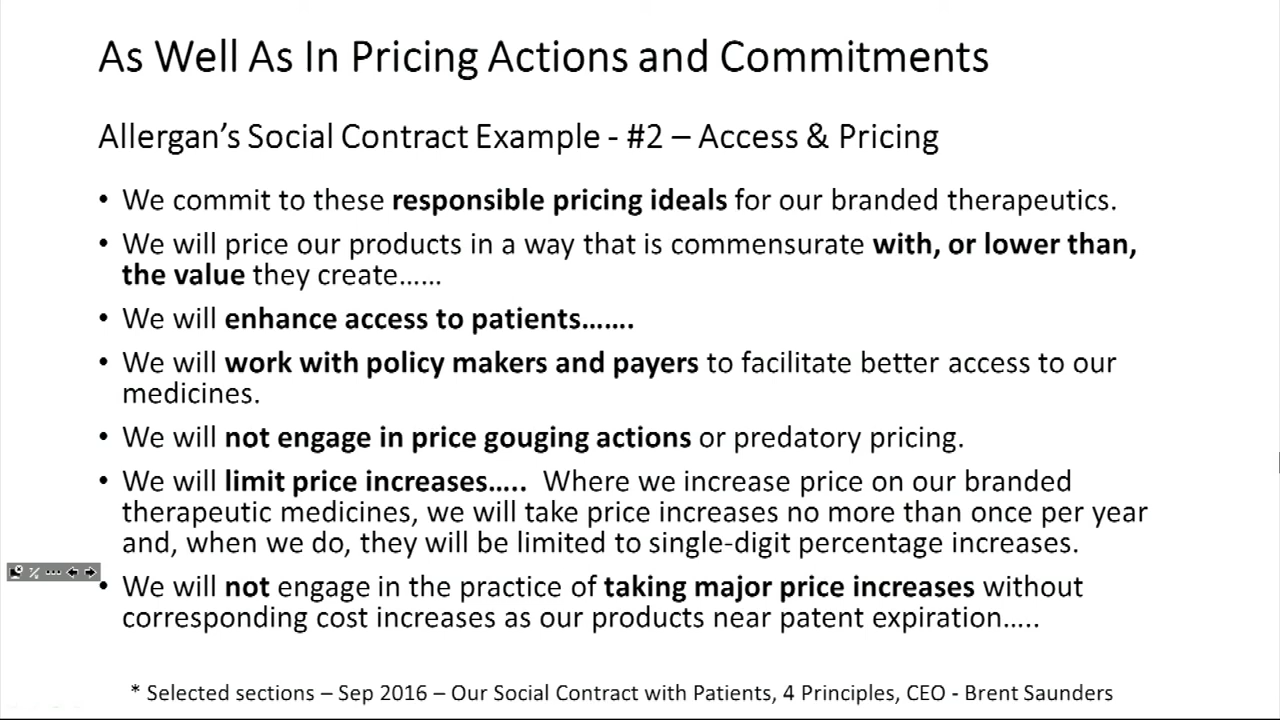 As Well As In Pricing Actions and Commitments
Allergan’s Social Contract Example - #2 – Access & Pricing
• We commit to these responsible pricing ideals for our branded therapeutics.
• We will price our products in a way that is commensurate with, or lower than,
the value they create……
• We will enhance access to patients…….
• We will work with policy makers and payers to facilitate better access to our
medicines.
• We will not engage in price gouging actions or predatory pricing.
• We will limit price increases….. Where we increase price on our branded
therapeutic medicines, we will take price increases no more than once per year
and, when we do, they will be limited to single-digit percentage increases.
• We will not engage in the practice of taking major price increases without
corresponding cost increases as our products near patent expiration…..
* Selected sections – Sep 2016 – Our Social Contract with Patients, 4 Principles, CEO - Brent Saunders